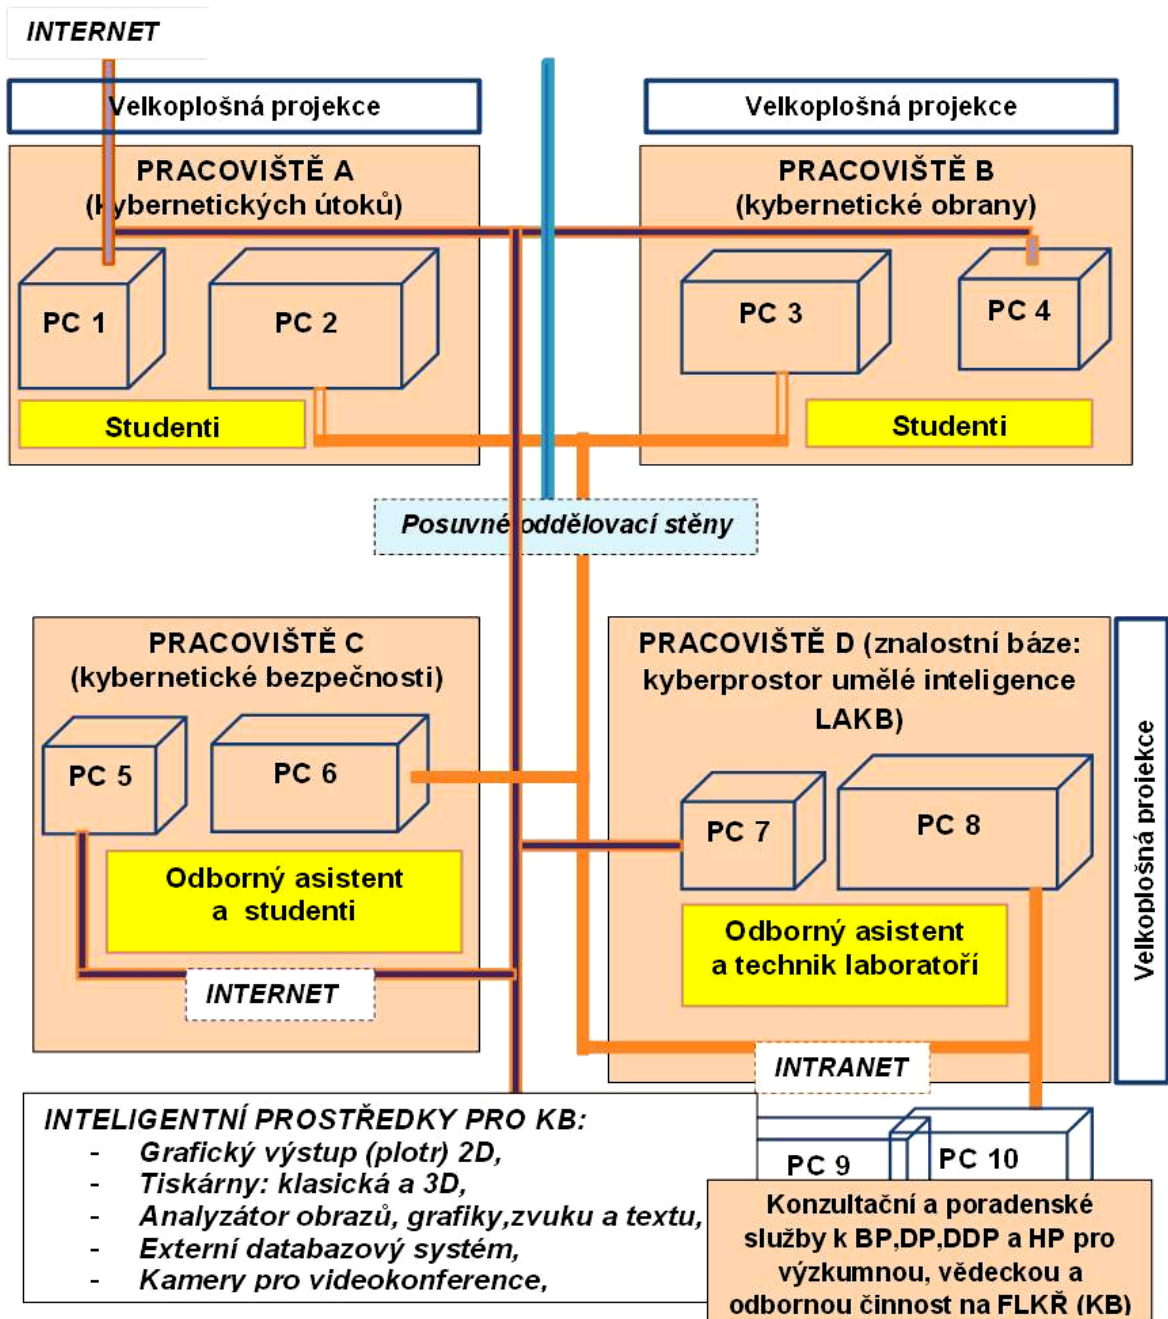 INTERNET
Velkoplošná projekce
Velkoplošná projekce
PRACOVIŠTĚ A
(kybernetických útoků)
PC 1
PC 2
Studenti
PRACOVIŠTĚ B
(kybernetické obrany)
PC 3
PC 4
Studenti
Posuvné oddělovací stěny
PRACOVIŠTĚ C
(kybernetické bezpečnosti)
PC 5
PC 6
Odborný asistent
a studenti
INTERNET
PRACOVIŠTĚ D (znalostní báze:
kyberprostor umělé inteligence
LAKB)
PC 7
PC 8
Odborný asistent
a technik laboratoří
INTRANET
Velkoplošná projekce
INTELIGENTNÍ PROSTŘEDKY PRO KB:
- Grafický výstup (plotr) 2D,
- Tiskárny: klasická a 3D,
- Analyzátor obrazů, grafiky,zvuku a textu,
- Externí databazový systém,
- Kamery pro videokonference,
PC 9
PC 10
Konzultační a poradenské
služby k BP,DP,DDP a HP pro
výzkumnou, vědeckou a
odbornou činnost na FLKŘ (KB)